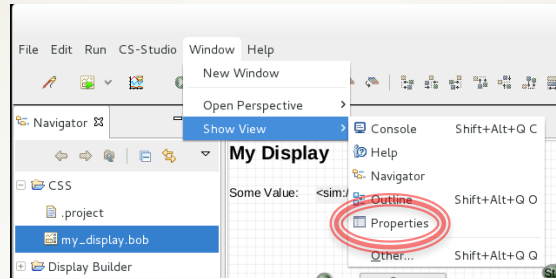 File Edit Run CS-Studio Window Help
New Window
Open Perspective
Show View
Navigator
Console Shift+Alt+Q C
Help
Navigator
Outline Shift+Alt+Q O
Properties
Other... Shift+Alt+Q Q
My Display
Some Value: <sim:/
CSS
.project
my_display.bob
Display Builder